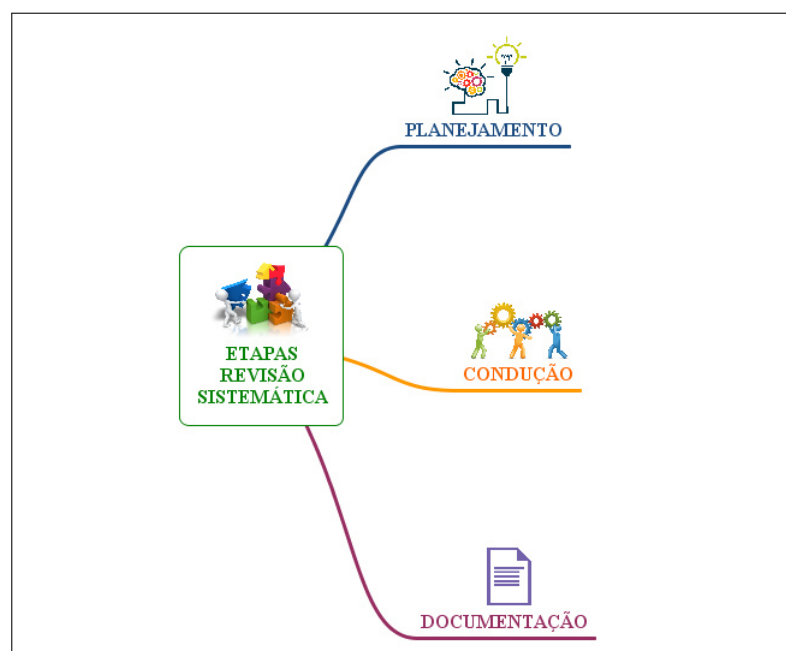 PLANEJAMENTO
ETAPAS
REVISÃO
SISTEMÁTICA
CONDUÇÃO
DOCUMENTAÇÃO